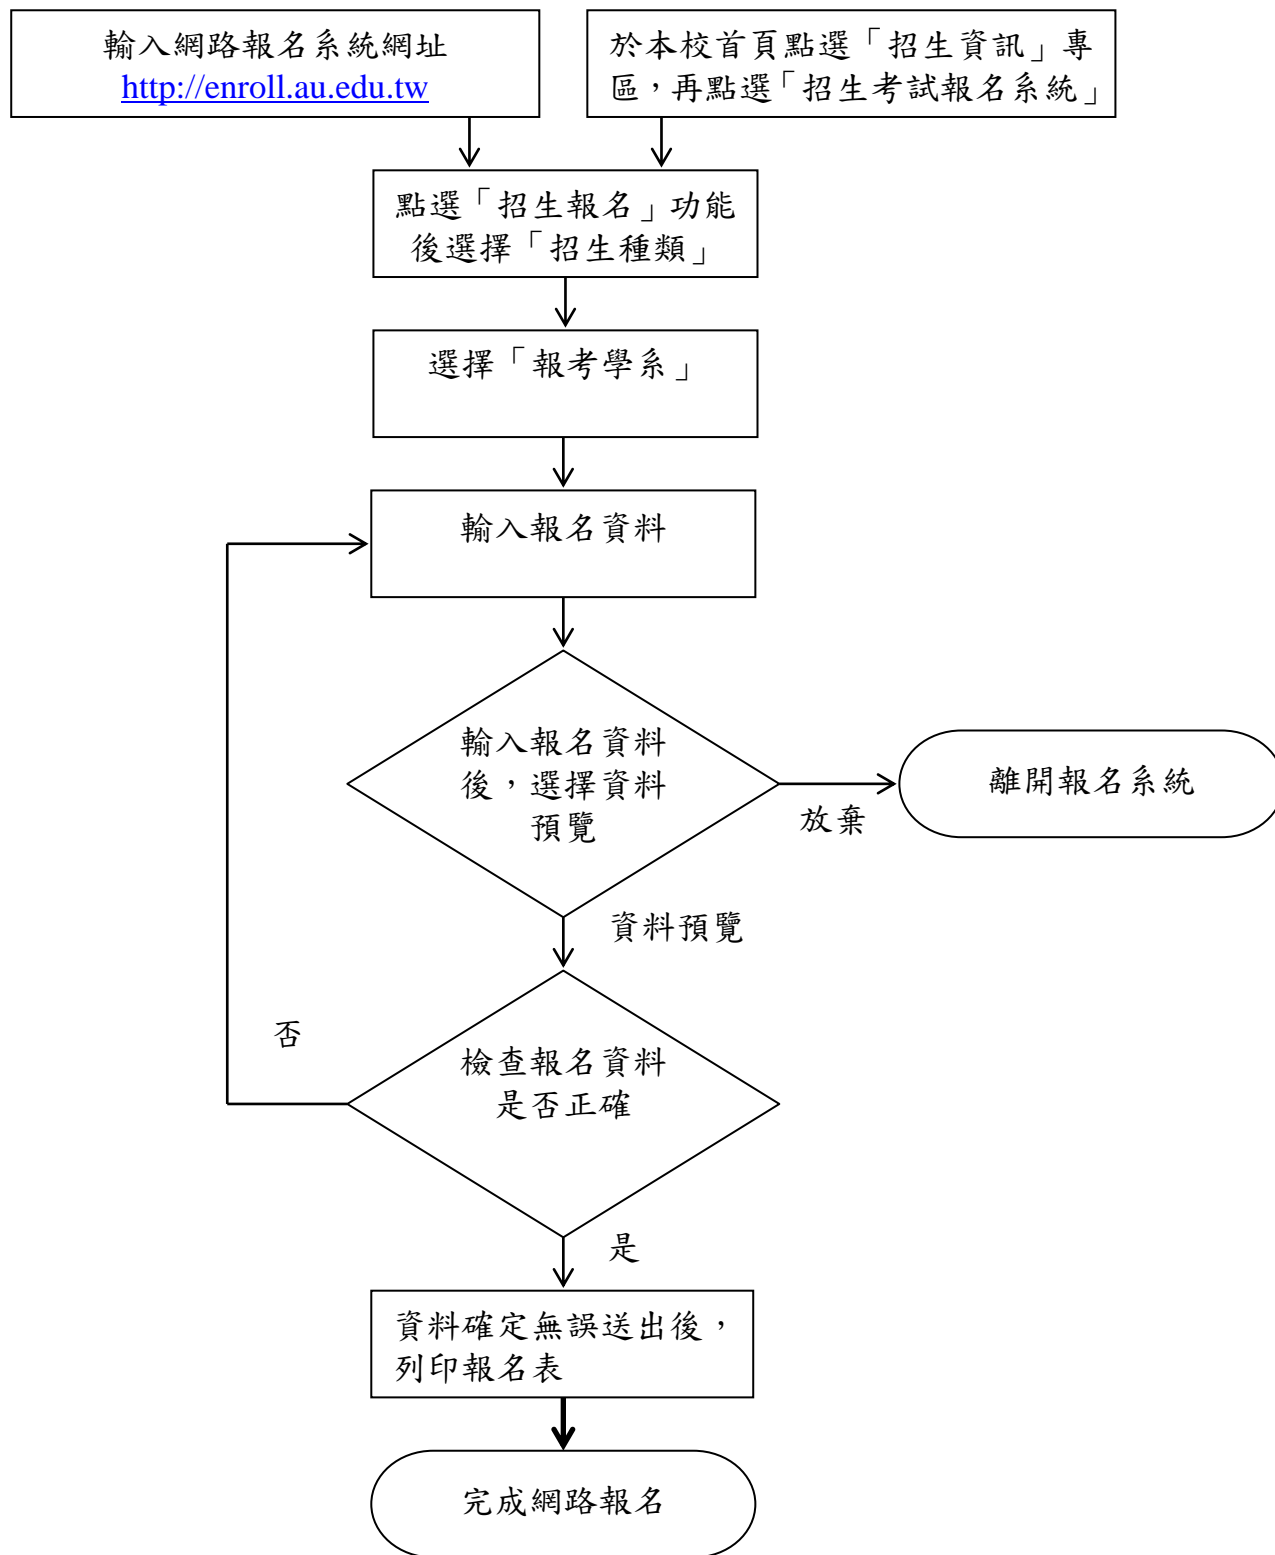 輸入網路報名系統網址
http://enroll.au.edu.tw
於本校首頁點選「招生資訊」專
區,再點選「招生考試報名系統」
點選「招生報名」功能
後選擇「招生種類」
選擇「報考學系」
輸入報名資料
輸入報名資料
後,選擇資料
預覽
放棄
離開報名系統
資料預覽
否
檢查報名資料
是否正確
是
資料確定無誤送出後,
列印報名表
完成網路報名